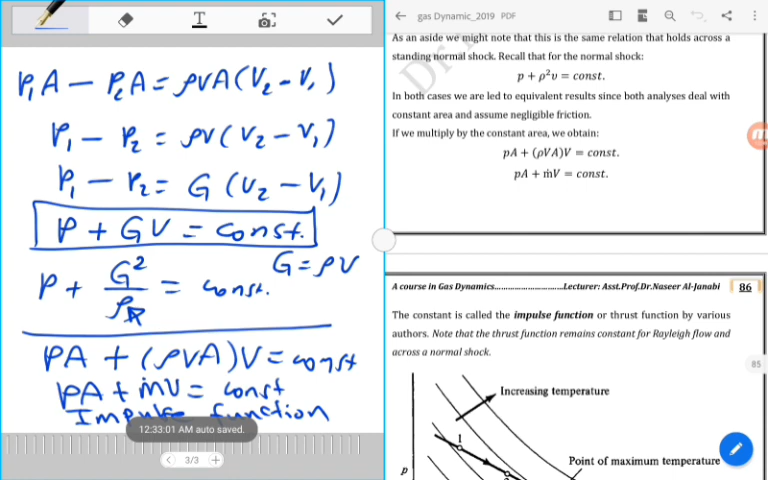 P₁A − P₂A = ρVA(V₂ − V₁)
P₁ − P₂ = ρV(V₂ − V₁)
P₁ − P₂ = G(V₂ − V₁)
P + GV = const.
G = ρV
P + G²/ρ = const.
PA + (ρVA)V = const
PA + ṁV = const
Impulse function
12:33:01 AM auto saved.
3/3
gas Dynamic_2019 PDF
As an aside we might note that this is the same relation that holds across a
standing normal shock. Recall that for the normal shock:
p + ρ²v = const.
In both cases we are led to equivalent results since both analyses deal with
constant area and assume negligible friction.
If we multiply by the constant area, we obtain:
pA + (ρVA)V = const.
pA + ṁV = const.
A course in Gas Dynamics..............................Lecturer: Asst.Prof.Dr.Naseer Al-Janabi 86
The constant is called the impulse function or thrust function by various
authors. Note that the thrust function remains constant for Rayleigh flow and
across a normal shock.
85
Increasing temperature
1
Point of maximum temperature
p